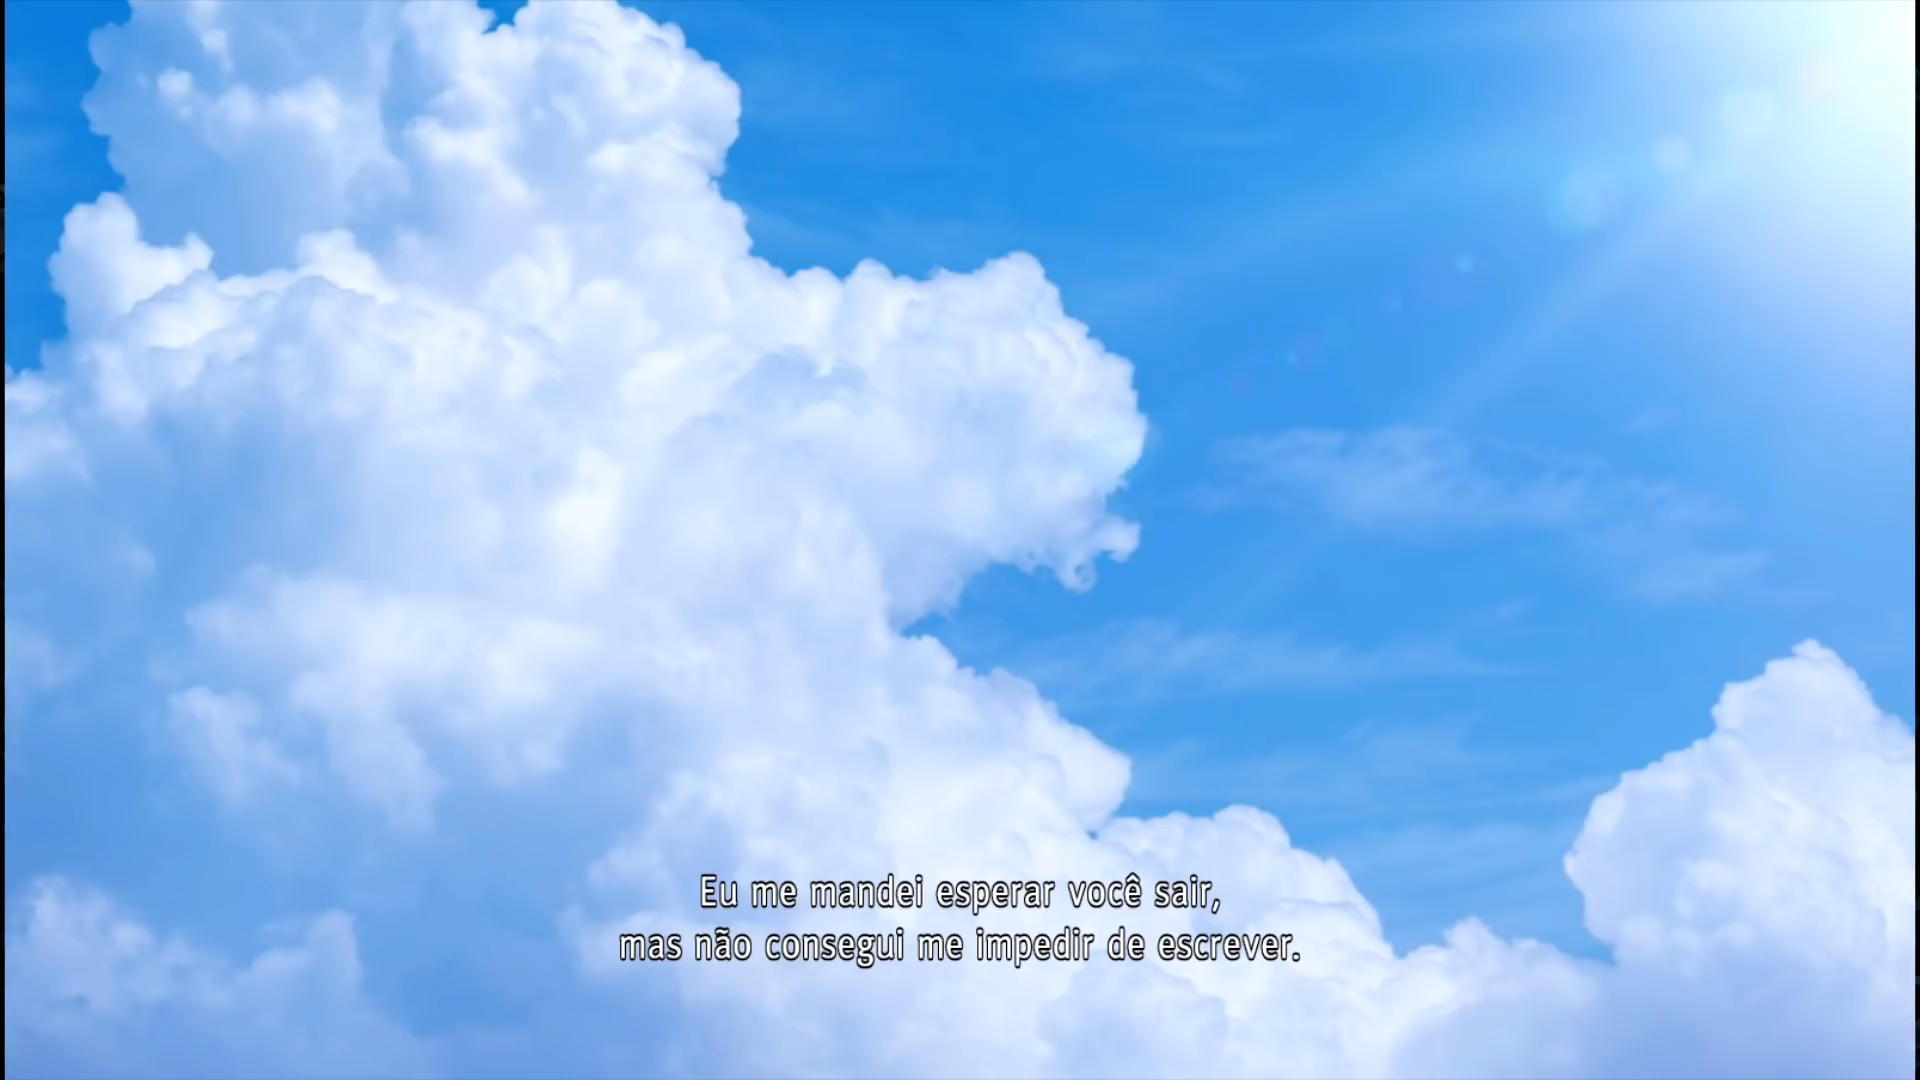 Eu me mandei esperar você sair,
mas não consegui me impedir de escrever.